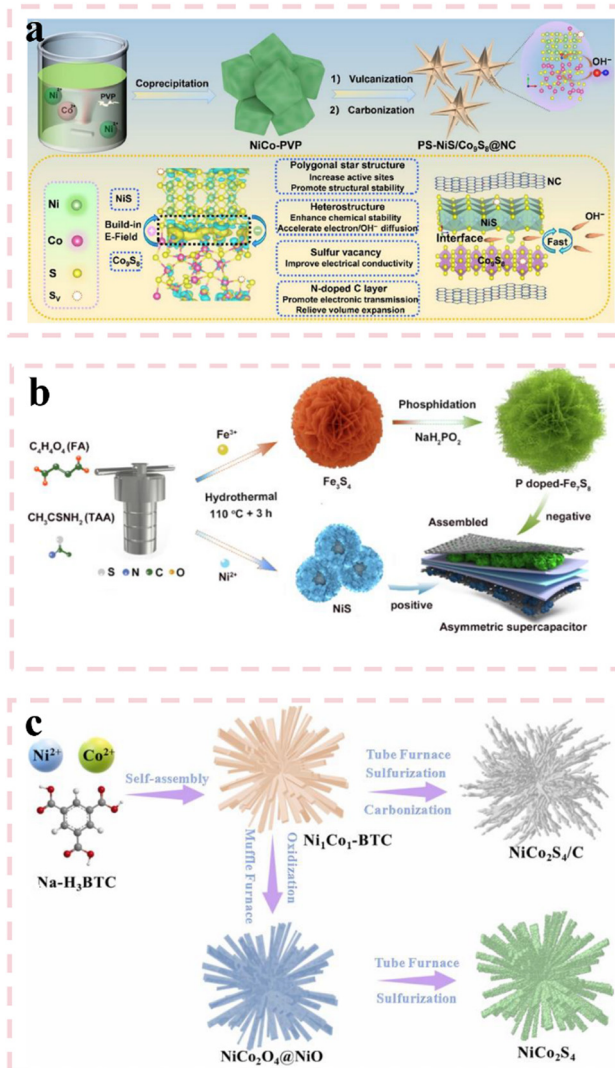 a
Ni²⁺
Co²⁺
PVP
Ni²⁺
Coprecipitation
NiCo-PVP
1) Vulcanization
2) Carbonization
PS-NiS/Co₉S₈@NC
OH⁻
Ni
Co
S
Sᵥ
NiS
Build-in
E-Field
Co₉S₈
Polygonal star structure
Increase active sites
Promote structural stability
Heterostructure
Enhance chemical stability
Accelerate electron/OH⁻ diffusion
Sulfur vacancy
Improve electrical conductivity
N-doped C layer
Promote electronic transmission
Relieve volume expansion
NC
NiS
OH⁻
Interface
Fast
Co₉S₈
b
C₄H₄O₄ (FA)
CH₃CSNH₂ (TAA)
S N C O
Fe³⁺
Hydrothermal
110 °C + 3 h
Ni²⁺
Fe₃S₄
Phosphidation
NaH₂PO₂
P doped-Fe₇S₈
negative
NiS
positive
Assembled
Asymmetric supercapacitor
c
Ni²⁺ Co²⁺
Na-H₃BTC
Self-assembly
Ni₁Co₁-BTC
Tube Furnace
Sulfurization
Carbonization
NiCo₂S₄/C
Muffle Furnace
Oxidization
NiCo₂O₄@NiO
Tube Furnace
Sulfurization
NiCo₂S₄